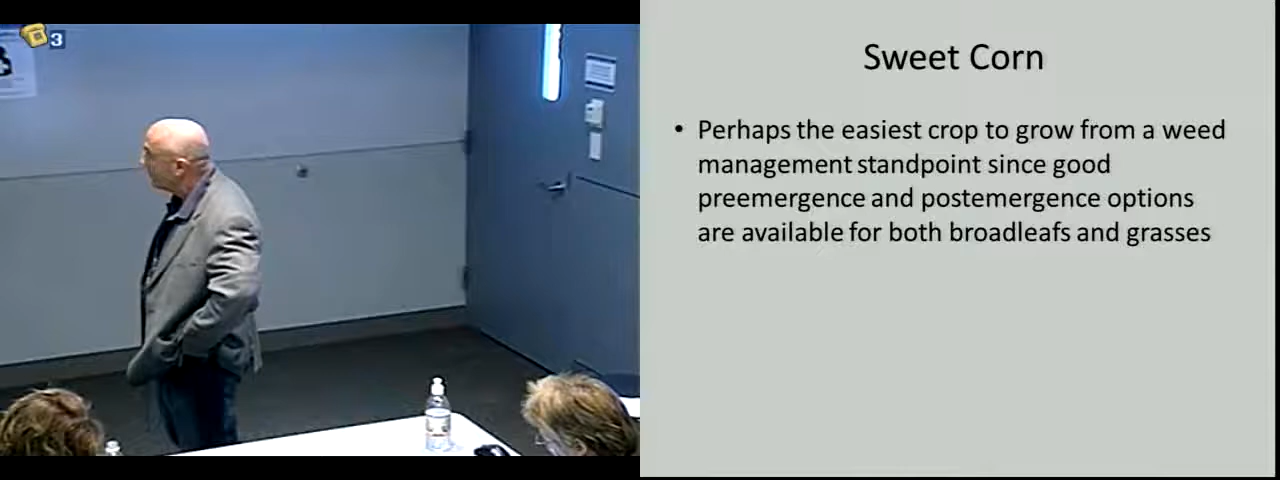 3
Sweet Corn
• Perhaps the easiest crop to grow from a weed
management standpoint since good
preemergence and postemergence options
are available for both broadleafs and grasses